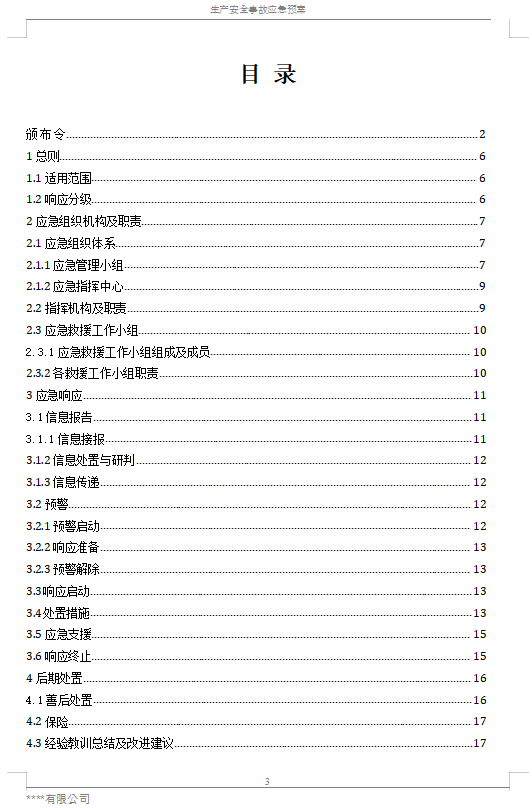 生产安全事故应急预案
目 录
颁布令 2
1 总则 6
1.1 适用范围 6
1.2 响应分级 6
2 应急组织机构及职责 7
2.1 应急组织体系 7
2.1.1 应急管理小组 7
2.1.2 应急指挥中心 9
2.2 指挥机构及职责 9
2.3 应急救援工作小组 10
2.3.1 应急救援工作小组组成及成员 10
2.3.2 各救援工作小组职责 10
3 应急响应 11
3.1 信息报告 11
3.1.1 信息接报 11
3.1.2 信息处置与研判 12
3.1.3 信息传递 12
3.2 预警 12
3.2.1 预警启动 12
3.2.2 响应准备 13
3.2.3 预警解除 13
3.3 响应启动 13
3.4 处置措施 13
3.5 应急支援 15
3.6 响应终止 15
4 后期处置 16
4.1 善后处置 16
4.2 保险 17
4.3 经验教训总结及改进建议 17
3
****有限公司